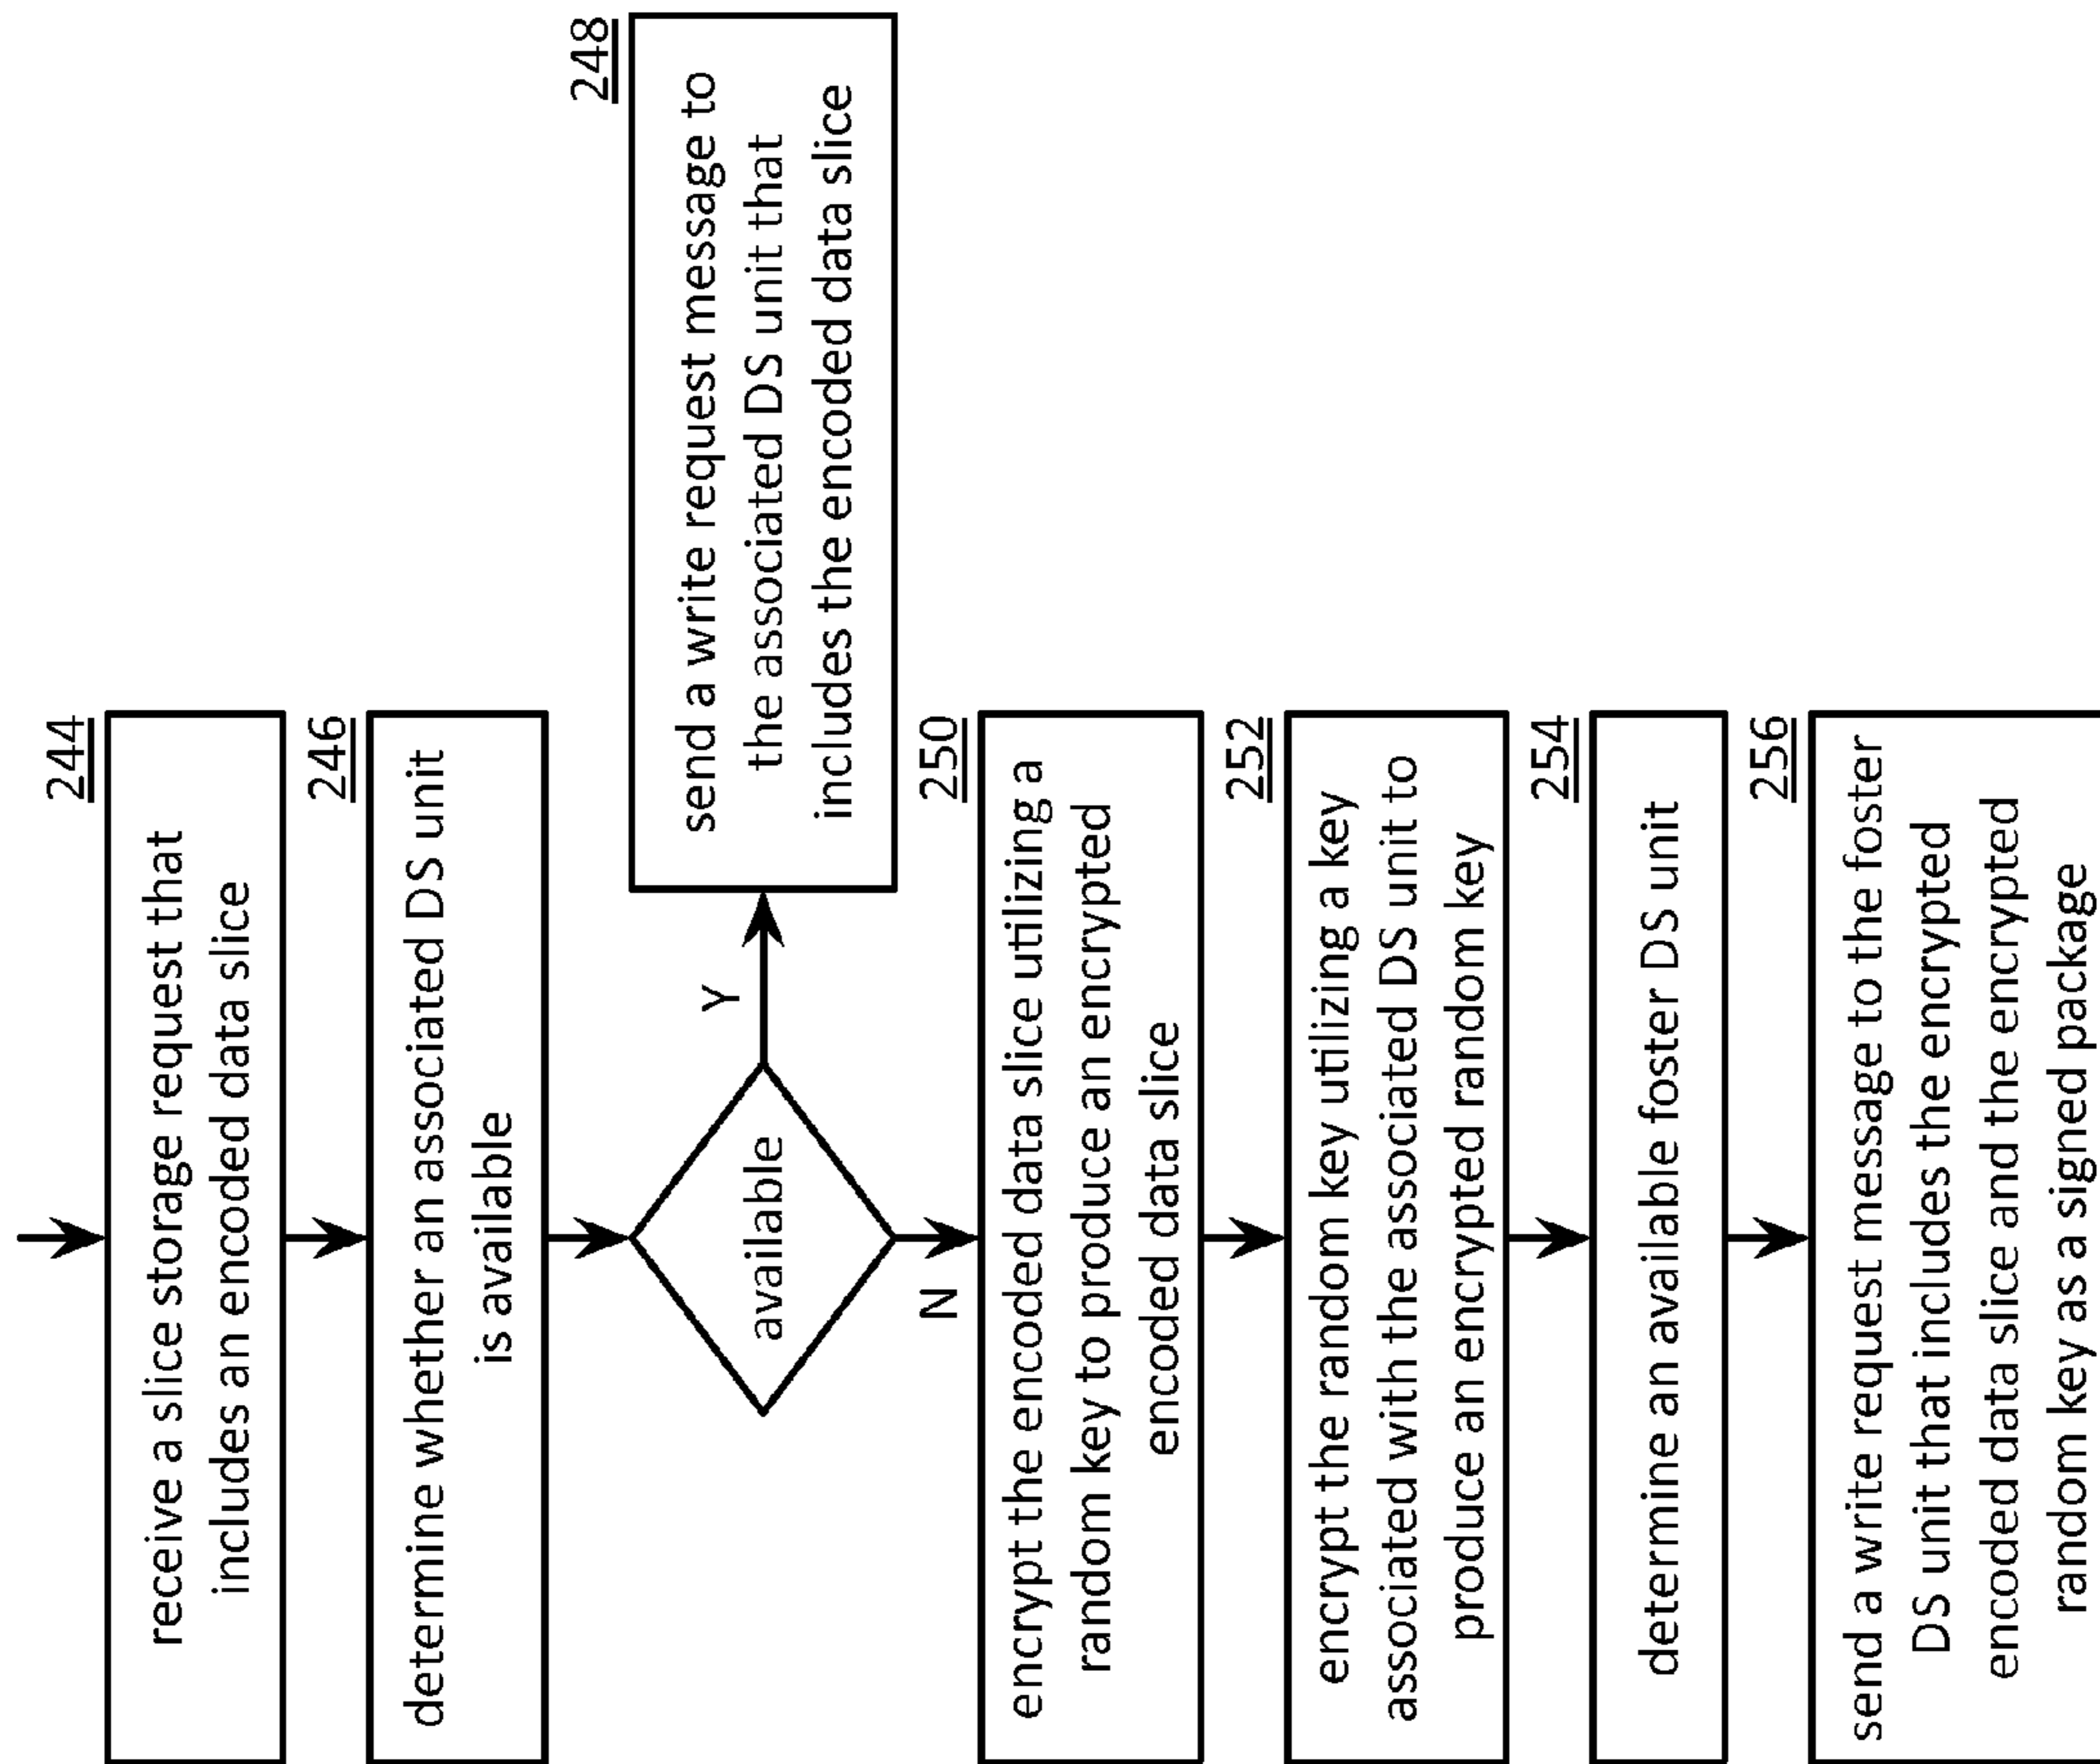 244
receive a slice storage request that
includes an encoded data slice
246
determine whether an associated DS unit
is available
available
Y
248
send a write request message to
the associated DS unit that
includes the encoded data slice
N
250
encrypt the encoded data slice utilizing a
random key to produce an encrypted
encoded data slice
252
encrypt the random key utilizing a key
associated with the associated DS unit to
produce an encrypted random key
254
determine an available foster DS unit
256
send a write request message to the foster
DS unit that includes the encrypted
encoded data slice and the encrypted
random key as a signed package